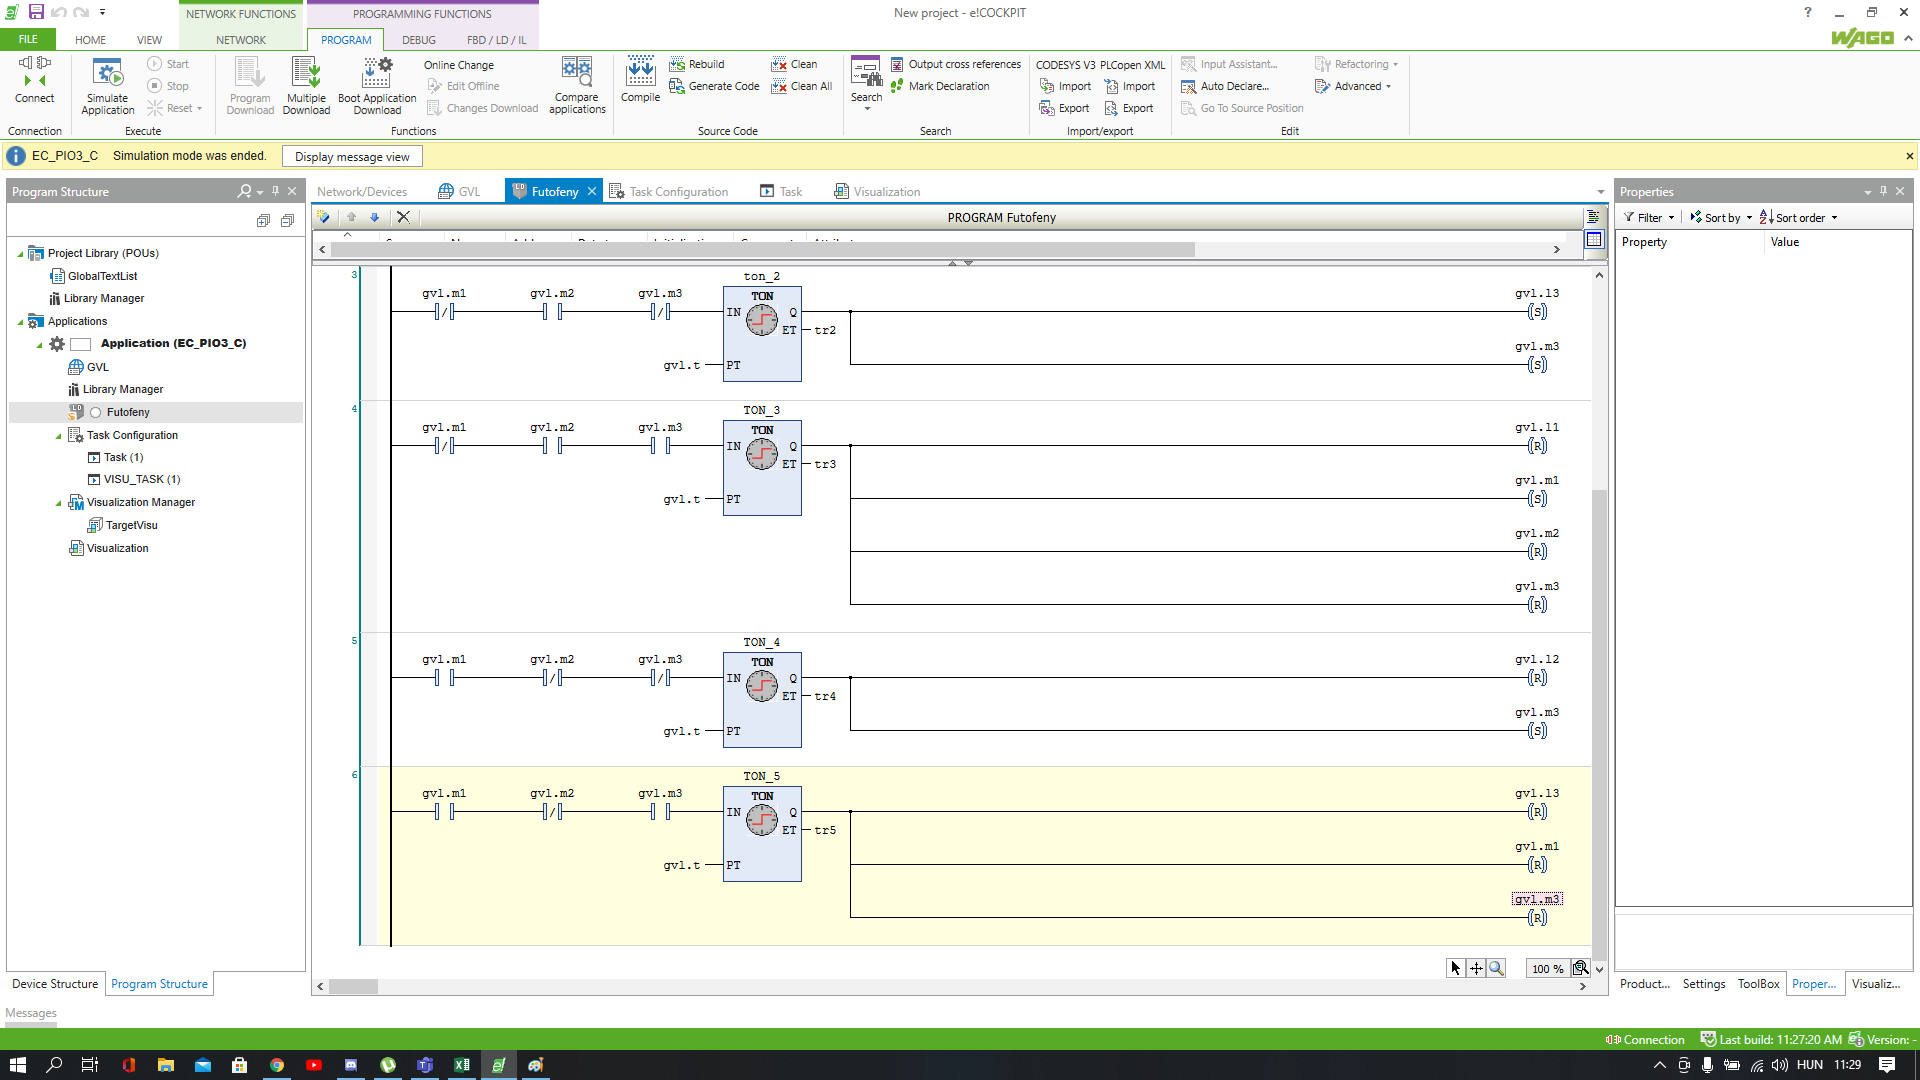 New project - e!COCKPIT
NETWORK FUNCTIONS
PROGRAMMING FUNCTIONS
FILE
HOME
VIEW
NETWORK
PROGRAM
DEBUG
FBD / LD / IL
WAGO
Connect
Connection
Simulate Application
Start
Stop
Reset
Execute
Program Download
Multiple Download
Boot Application Download
Online Change
Edit Offline
Changes Download
Functions
Compare applications
Compile
Rebuild
Generate Code
Clean
Clean All
Source Code
Search
Output cross references
Mark Declaration
Search
CODESYS V3 PLCopen XML
Import
Import
Export
Export
Import/export
Input Assistant...
Auto Declare...
Go To Source Position
Refactoring
Advanced
Edit
EC_PIO3_C
Simulation mode was ended.
Display message view
Program Structure
Project Library (POUs)
GlobalTextList
Library Manager
Applications
Application (EC_PIO3_C)
GVL
Library Manager
Futofeny
Task Configuration
Task (1)
VISU_TASK (1)
Visualization Manager
TargetVisu
Visualization
Device Structure
Program Structure
Network/Devices
GVL
Futofeny
Task Configuration
Task
Visualization
PROGRAM Futofeny
3
ton_2
gvl.m1
gvl.m2
gvl.m3
TON
IN
Q
ET
tr2
gvl.t
PT
gvl.l3
S
gvl.m3
S
4
TON_3
gvl.m1
gvl.m2
gvl.m3
TON
IN
Q
ET
tr3
gvl.t
PT
gvl.l1
R
gvl.m1
S
gvl.m2
R
gvl.m3
R
5
TON_4
gvl.m1
gvl.m2
gvl.m3
TON
IN
Q
ET
tr4
gvl.t
PT
gvl.l2
R
gvl.m3
S
6
TON_5
gvl.m1
gvl.m2
gvl.m3
TON
IN
Q
ET
tr5
gvl.t
PT
gvl.l3
R
gvl.m1
R
gvl.m3
R
100 %
Properties
Filter
Sort by
Sort order
Property
Value
Product...
Settings
ToolBox
Proper...
Visualiz...
Messages
Connection
Last build: 11:27:20 AM
Version: -
HUN
11:29